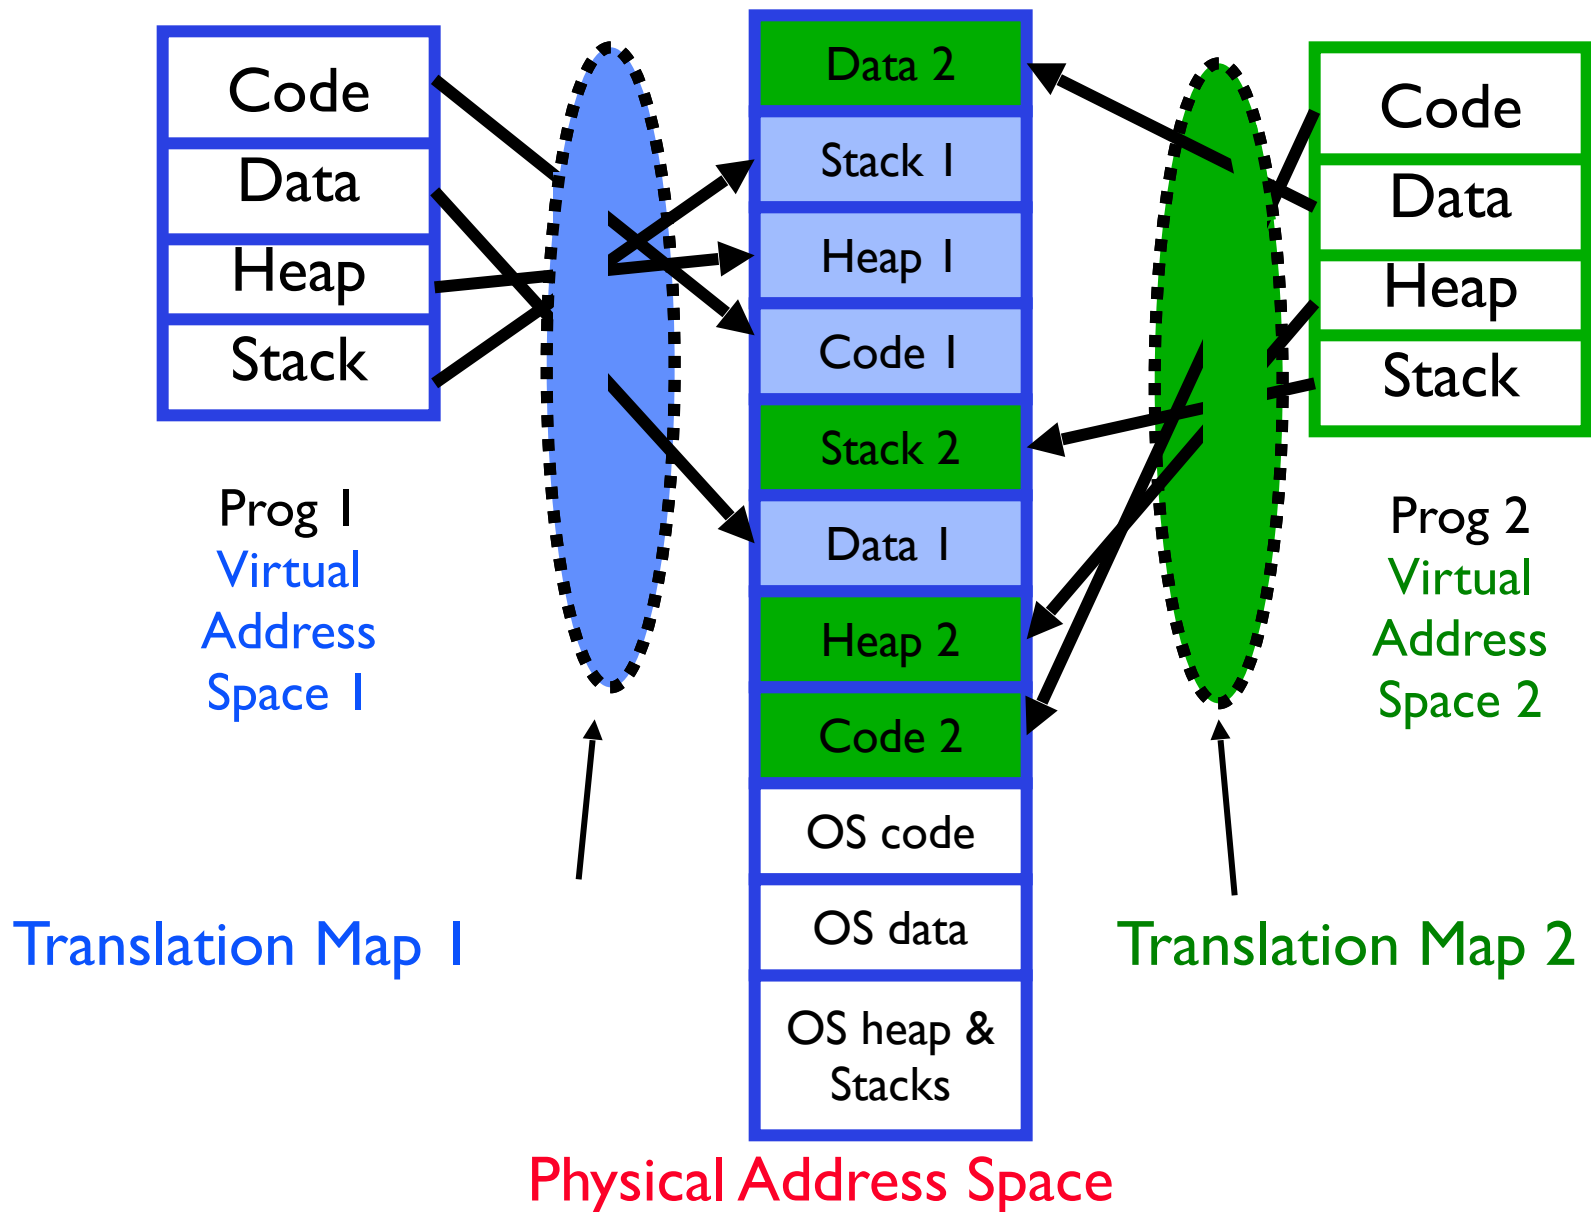 Code
Data
Heap
Stack
Prog 1
Virtual
Address
Space 1
Translation Map 1
Data 2
Stack 1
Heap 1
Code 1
Stack 2
Data 1
Heap 2
Code 2
OS code
OS data
OS heap &
Stacks
Physical Address Space
Code
Data
Heap
Stack
Prog 2
Virtual
Address
Space 2
Translation Map 2